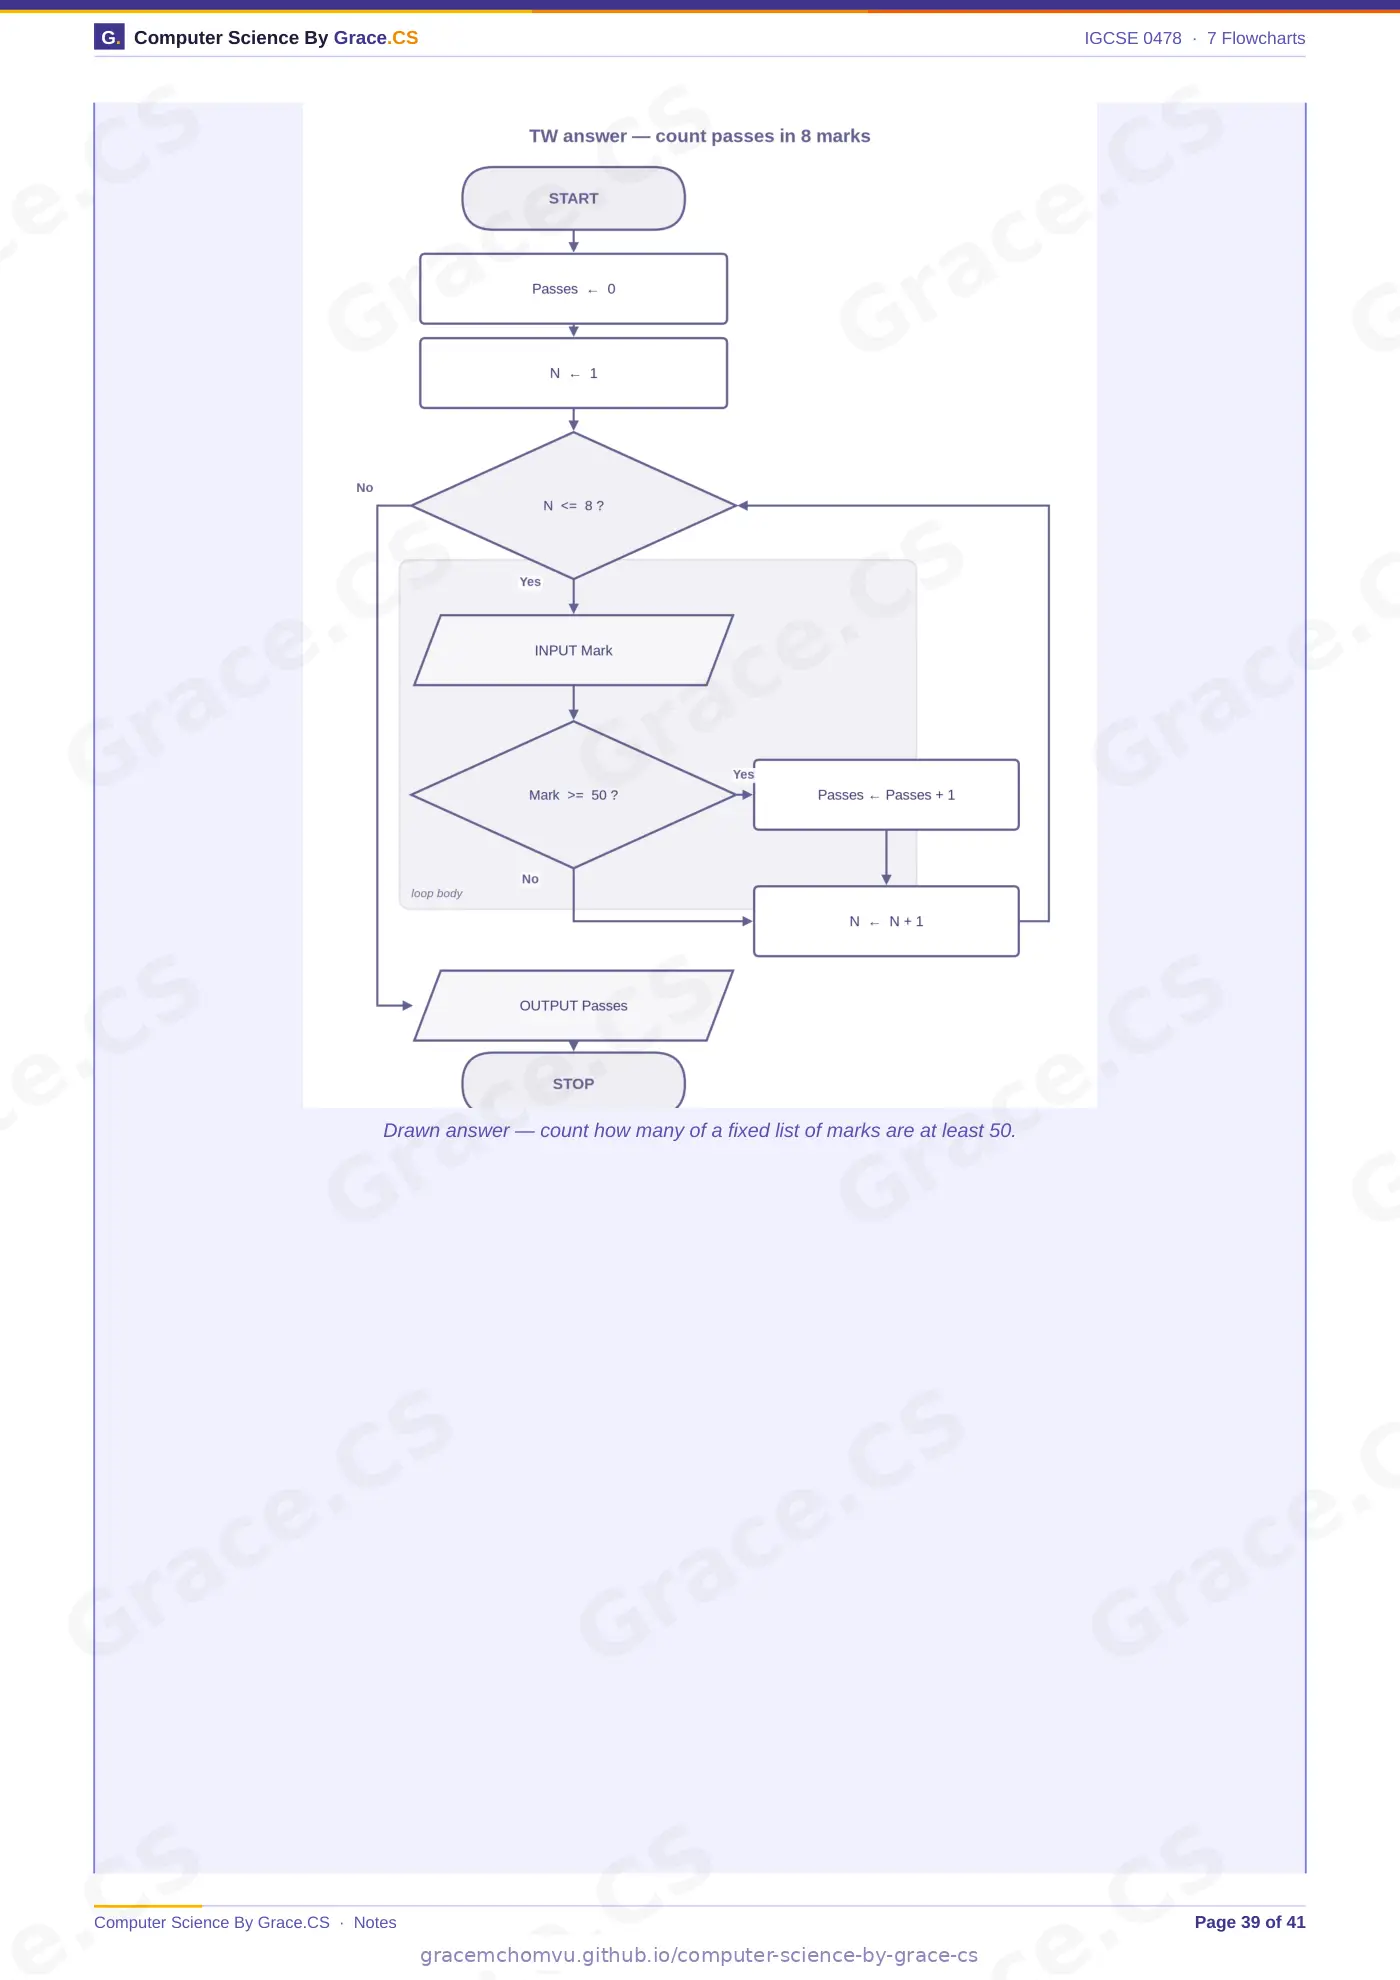 G. Computer Science By Grace.CS
IGCSE 0478 · 7 Flowcharts
TW answer — count passes in 8 marks
START
Passes ← 0
N ← 1
No
N <= 8 ?
Yes
INPUT Mark
Yes
Mark >= 50 ?
Passes ← Passes + 1
No
loop body
N ← N + 1
OUTPUT Passes
STOP
Drawn answer — count how many of a fixed list of marks are at least 50.
Computer Science By Grace.CS · Notes
Page 39 of 41
gracemchomvu.github.io/computer-science-by-grace-cs
Grace.CS